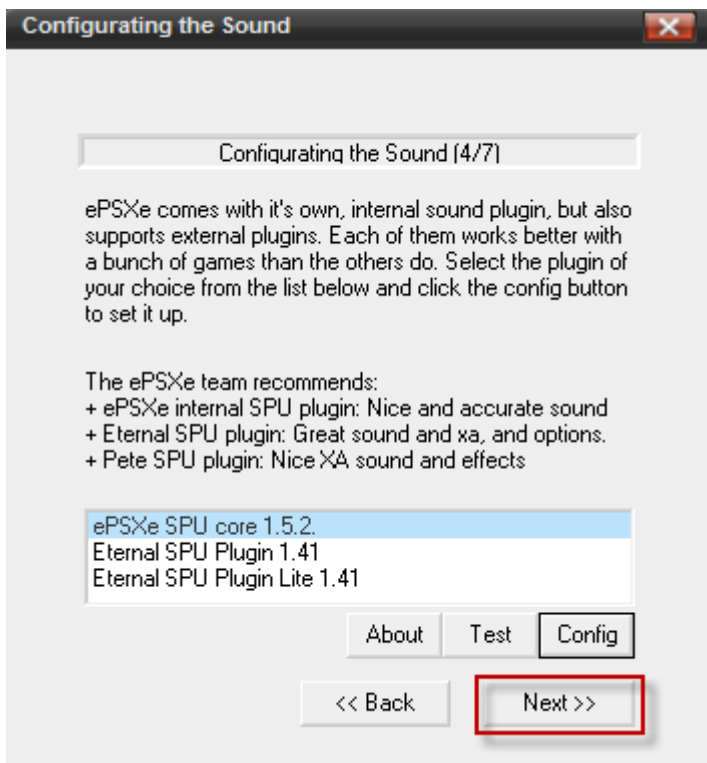 Configurating the Sound
Configurating the Sound (4/7)
ePSXe comes with it's own, internal sound plugin, but also
supports external plugins. Each of them works better with
a bunch of games than the others do. Select the plugin of
your choice from the list below and click the config button
to set it up.
The ePSXe team recommends:
+ ePSXe internal SPU plugin: Nice and accurate sound
+ Eternal SPU plugin: Great sound and xa, and options.
+ Pete SPU plugin: Nice XA sound and effects
ePSXe SPU core 1.5.2.
Eternal SPU Plugin 1.41
Eternal SPU Plugin Lite 1.41
About Test Config
<< Back Next >>